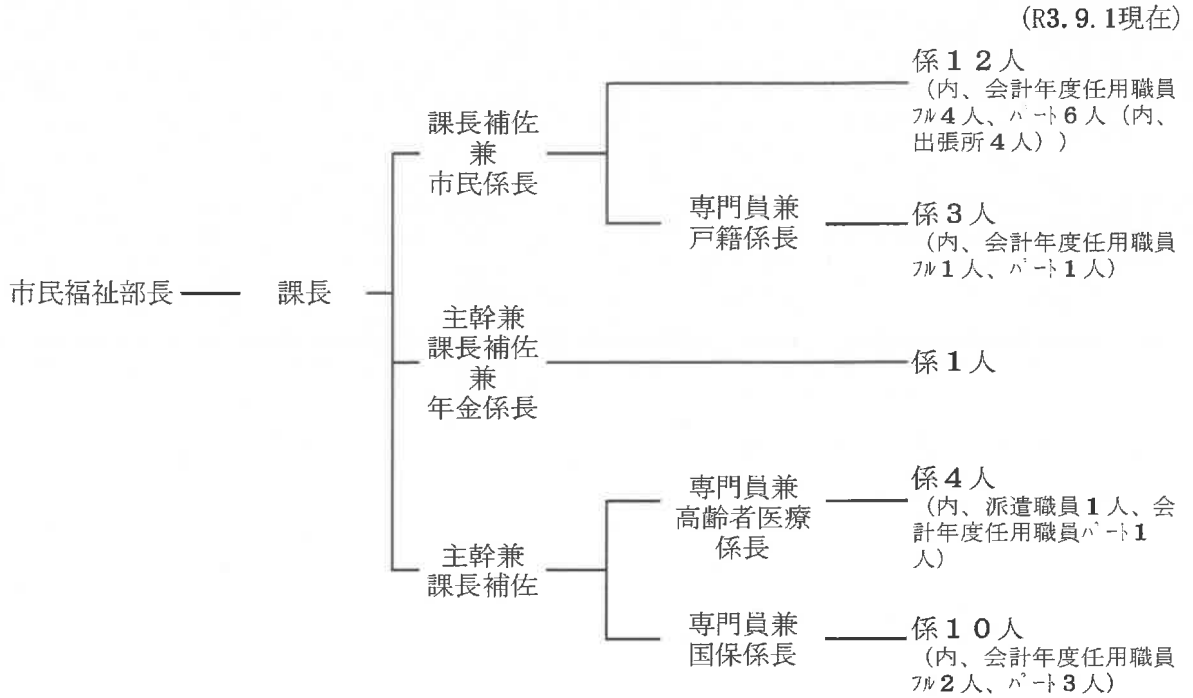 (R3.9.1現在)
係12人
(内、会計年度任用職員
フル4人、パート6人(内、
出張所4人))
課長補佐
兼
市民係長
専門員兼
戸籍係長
係3人
(内、会計年度任用職員
フル1人、パート1人)
市民福祉部長
課長
主幹兼
課長補佐
兼
年金係長
係1人
主幹兼
課長補佐
専門員兼
高齢者医療
係長
係4人
(内、派遣職員1人、会
計年度任用職員パート1
人)
専門員兼
国保係長
係10人
(内、会計年度任用職員
フル2人、パート3人)